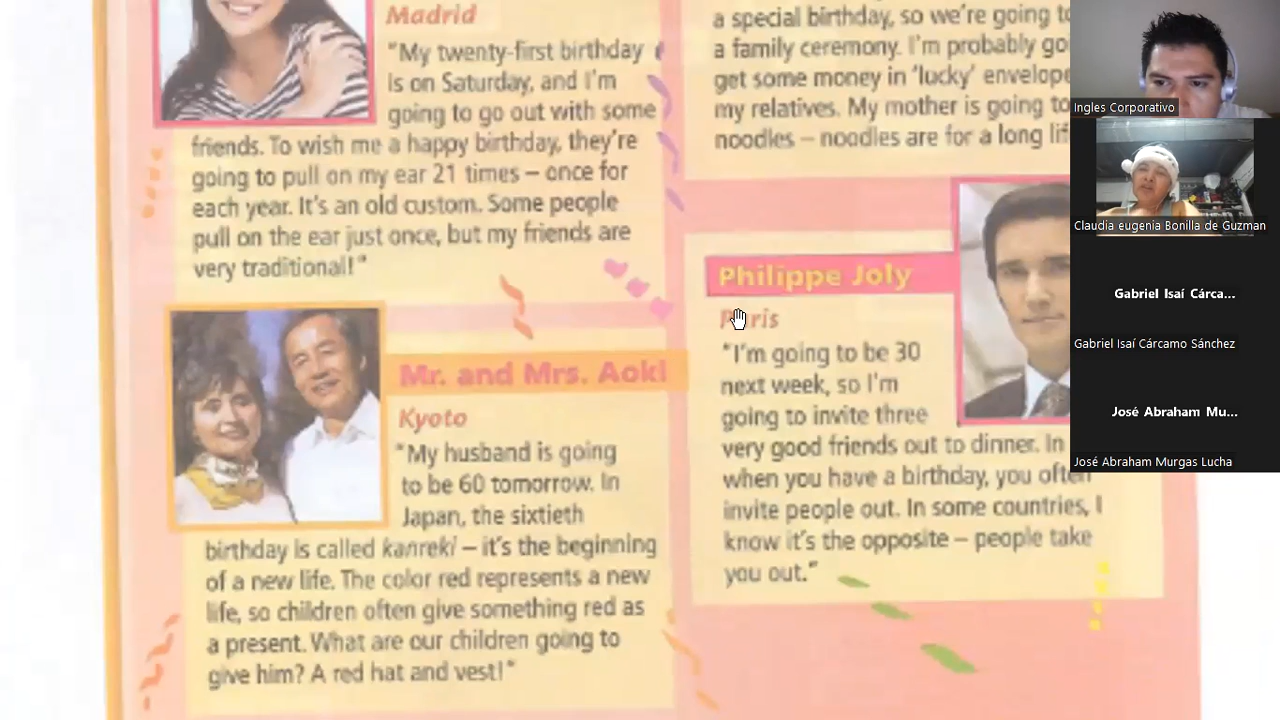 Madrid
"My twenty-first birthday
is on Saturday, and I'm
going to go out with some
friends. To wish me a happy birthday, they're
going to pull on my ear 21 times – once for
each year. It's an old custom. Some people
pull on the ear just once, but my friends are
very traditional!"
Mr. and Mrs. Aoki
Kyoto
"My husband is going
to be 60 tomorrow. In
Japan, the sixtieth
birthday is called kanreki – it's the beginning
of a new life. The color red represents a new
life, so children often give something red as
a present. What are our children going to
give him? A red hat and vest!"
a special birthday, so we're going to
a family ceremony. I'm probably
get some money in 'lucky'
my relatives. My mother is going to
noodles – noodles are for a long
Philippe Joly
"I'm going to be 30
next week, so I'm
going to invite three
very good friends out to dinner. In
when you have a birthday, you often
invite people out. In some countries, I
know it's the opposite – people take
you out."
Ingles Corporativo
Claudia eugenia Bonilla de Guzman
Gabriel Isaí Cárca...
Gabriel Isaí Cárcamo Sánchez
José Abraham Mu...
José Abraham Murgas Lucha